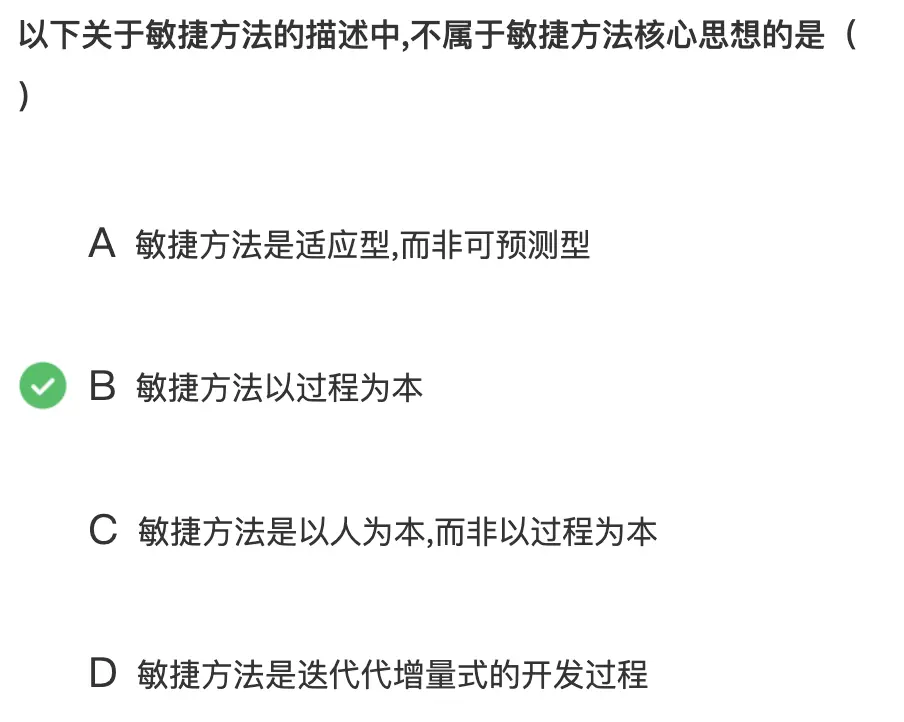 以下关于敏捷方法的描述中,不属于敏捷方法核心思想的是（
）
A 敏捷方法是适应型,而非可预测型
B 敏捷方法以过程为本
C 敏捷方法是以人为本,而非以过程为本
D 敏捷方法是迭代代增量式的开发过程